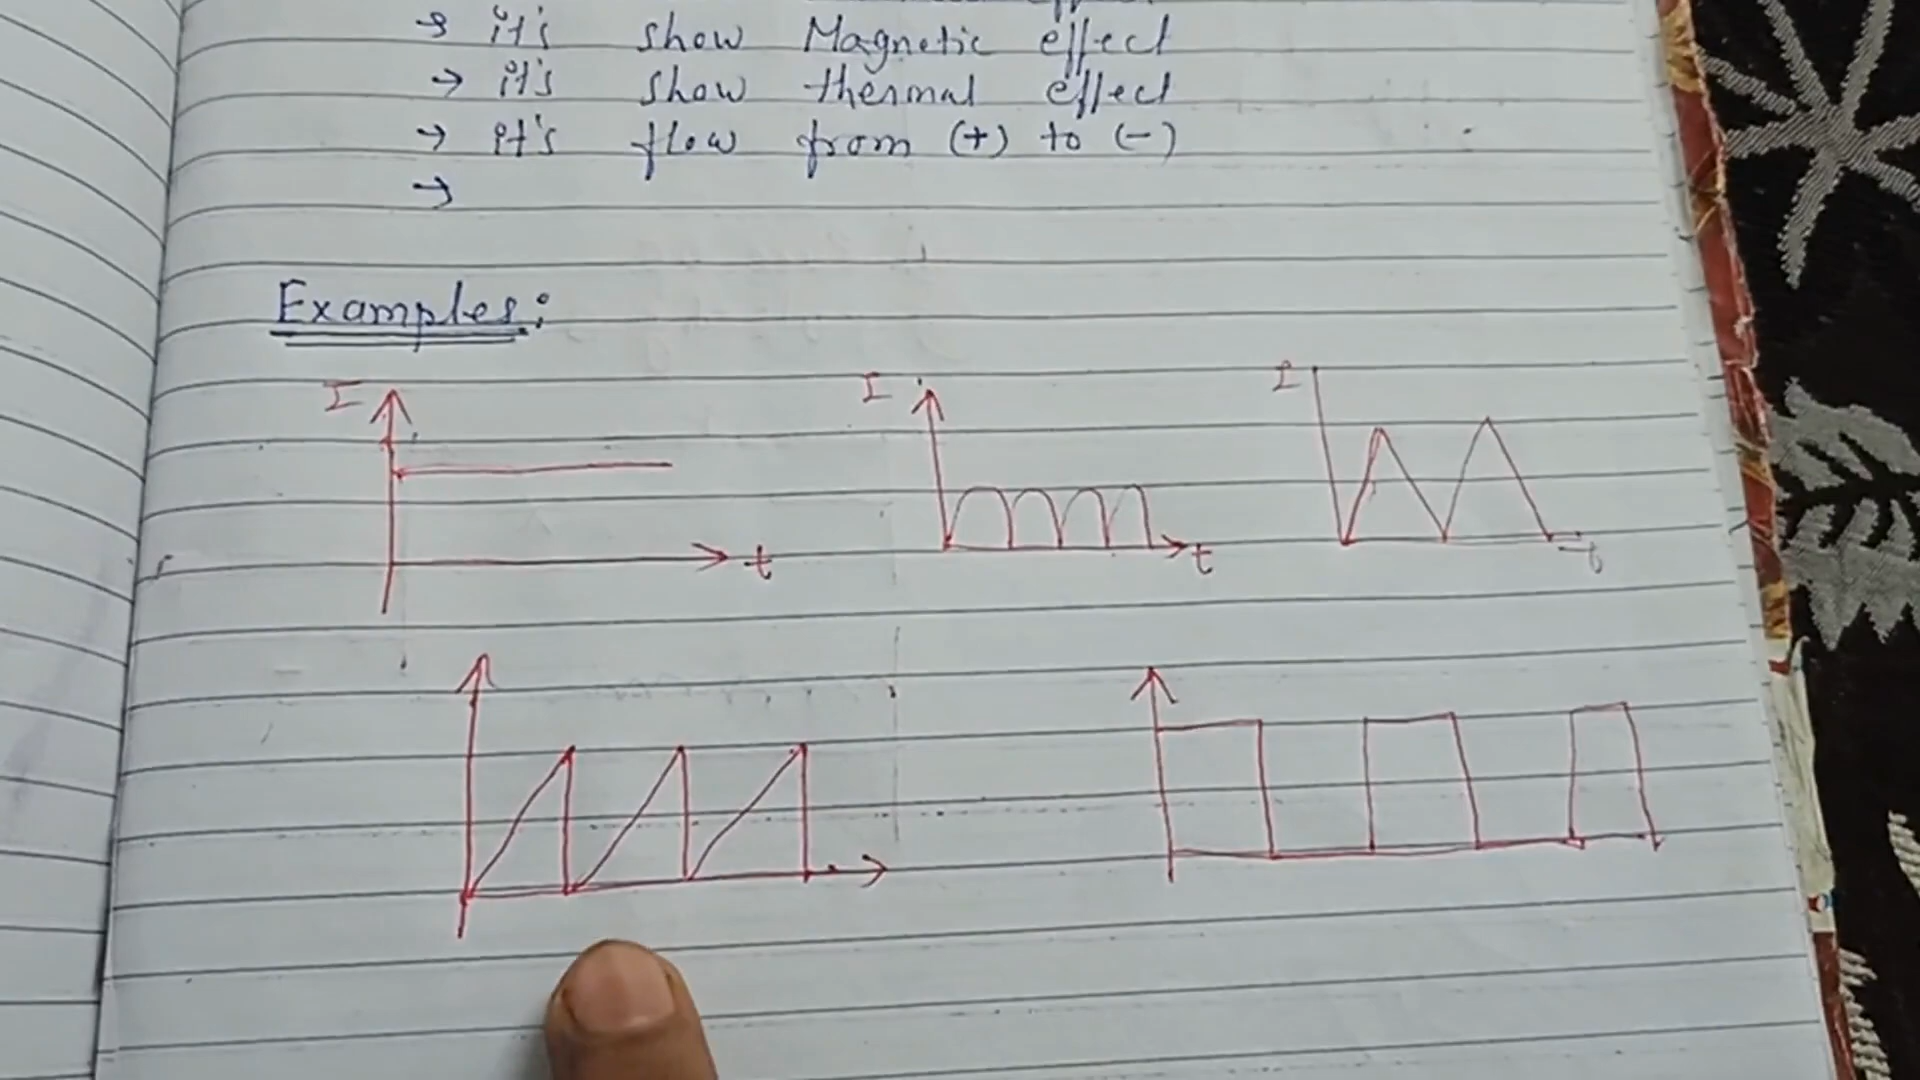 → it's show Magnetic effect
→ it's show thermal effect
→ it's flow from (+) to (-)
→
Examples:
I I I
t t t